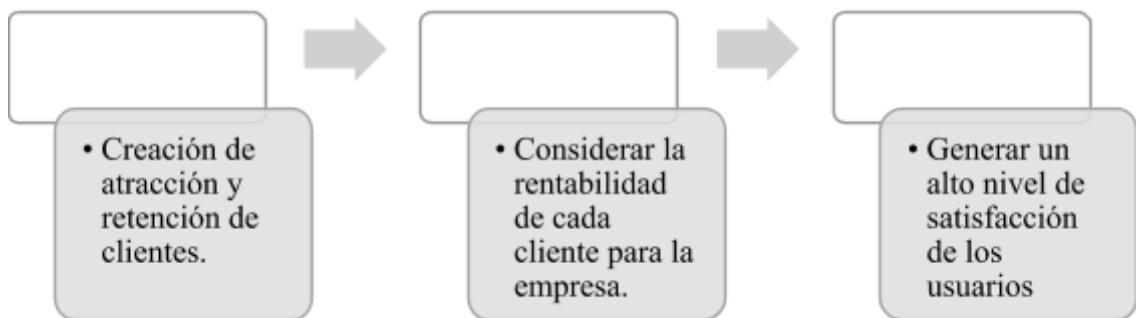 • Creación de
atracción y
retención de
clientes.
• Considerar la
rentabilidad
de cada
cliente para la
empresa.
• Generar un
alto nivel de
satisfacción
de los
usuarios